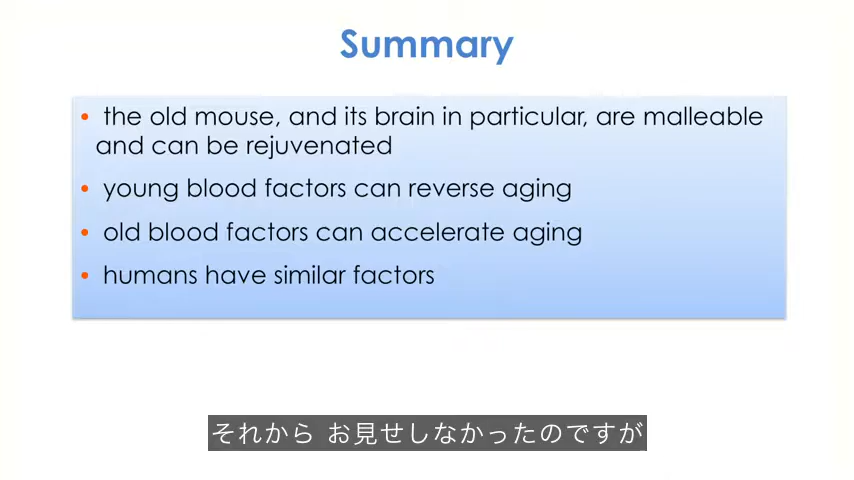 Summary
• the old mouse, and its brain in particular, are malleable
and can be rejuvenated
• young blood factors can reverse aging
• old blood factors can accelerate aging
• humans have similar factors
それから お見せしなかったのですが